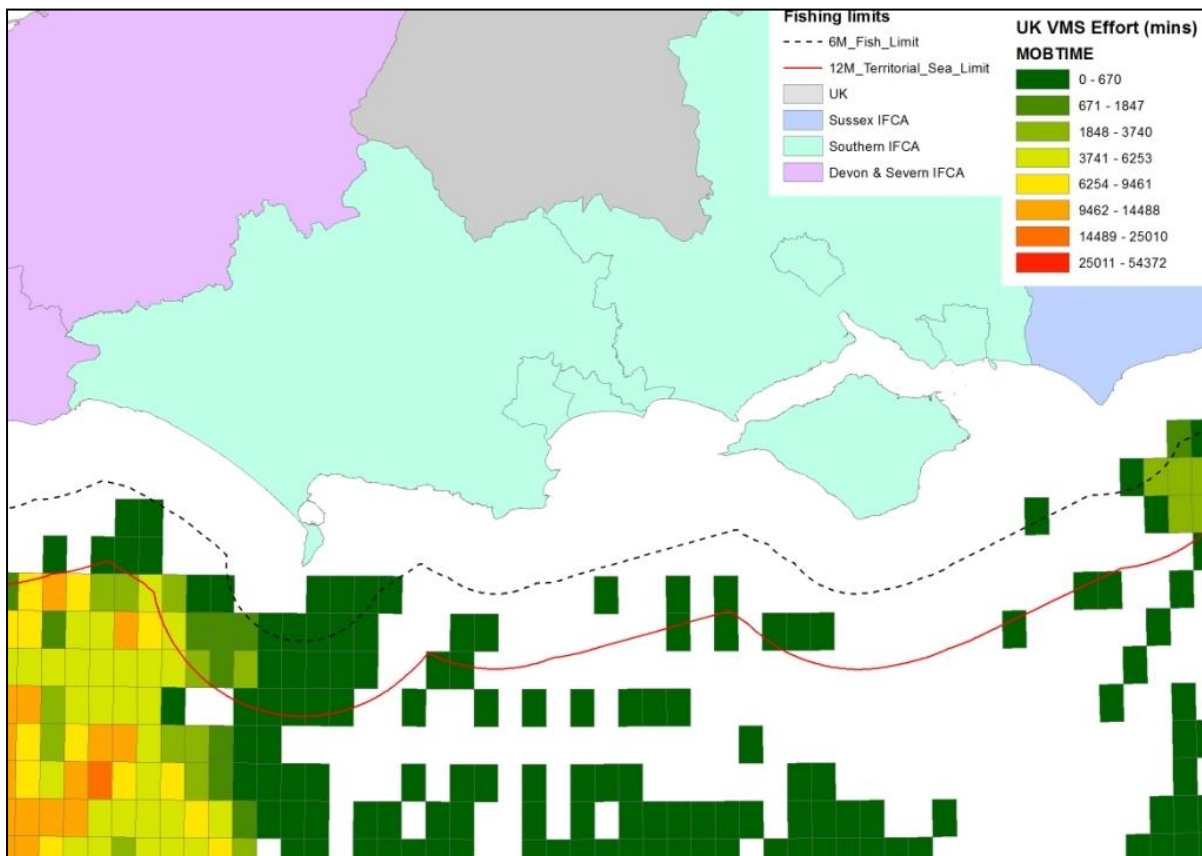 Fishing limits
6M_Fish_Limit
12M_Territorial_Sea_Limit
UK
Sussex IFCA
Southern IFCA
Devon & Severn IFCA
UK VMS Effort (mins)
MOBTIME
0 - 670
671 - 1847
1848 - 3740
3741 - 6253
6254 - 9461
9462 - 14488
14489 - 25010
25011 - 54372